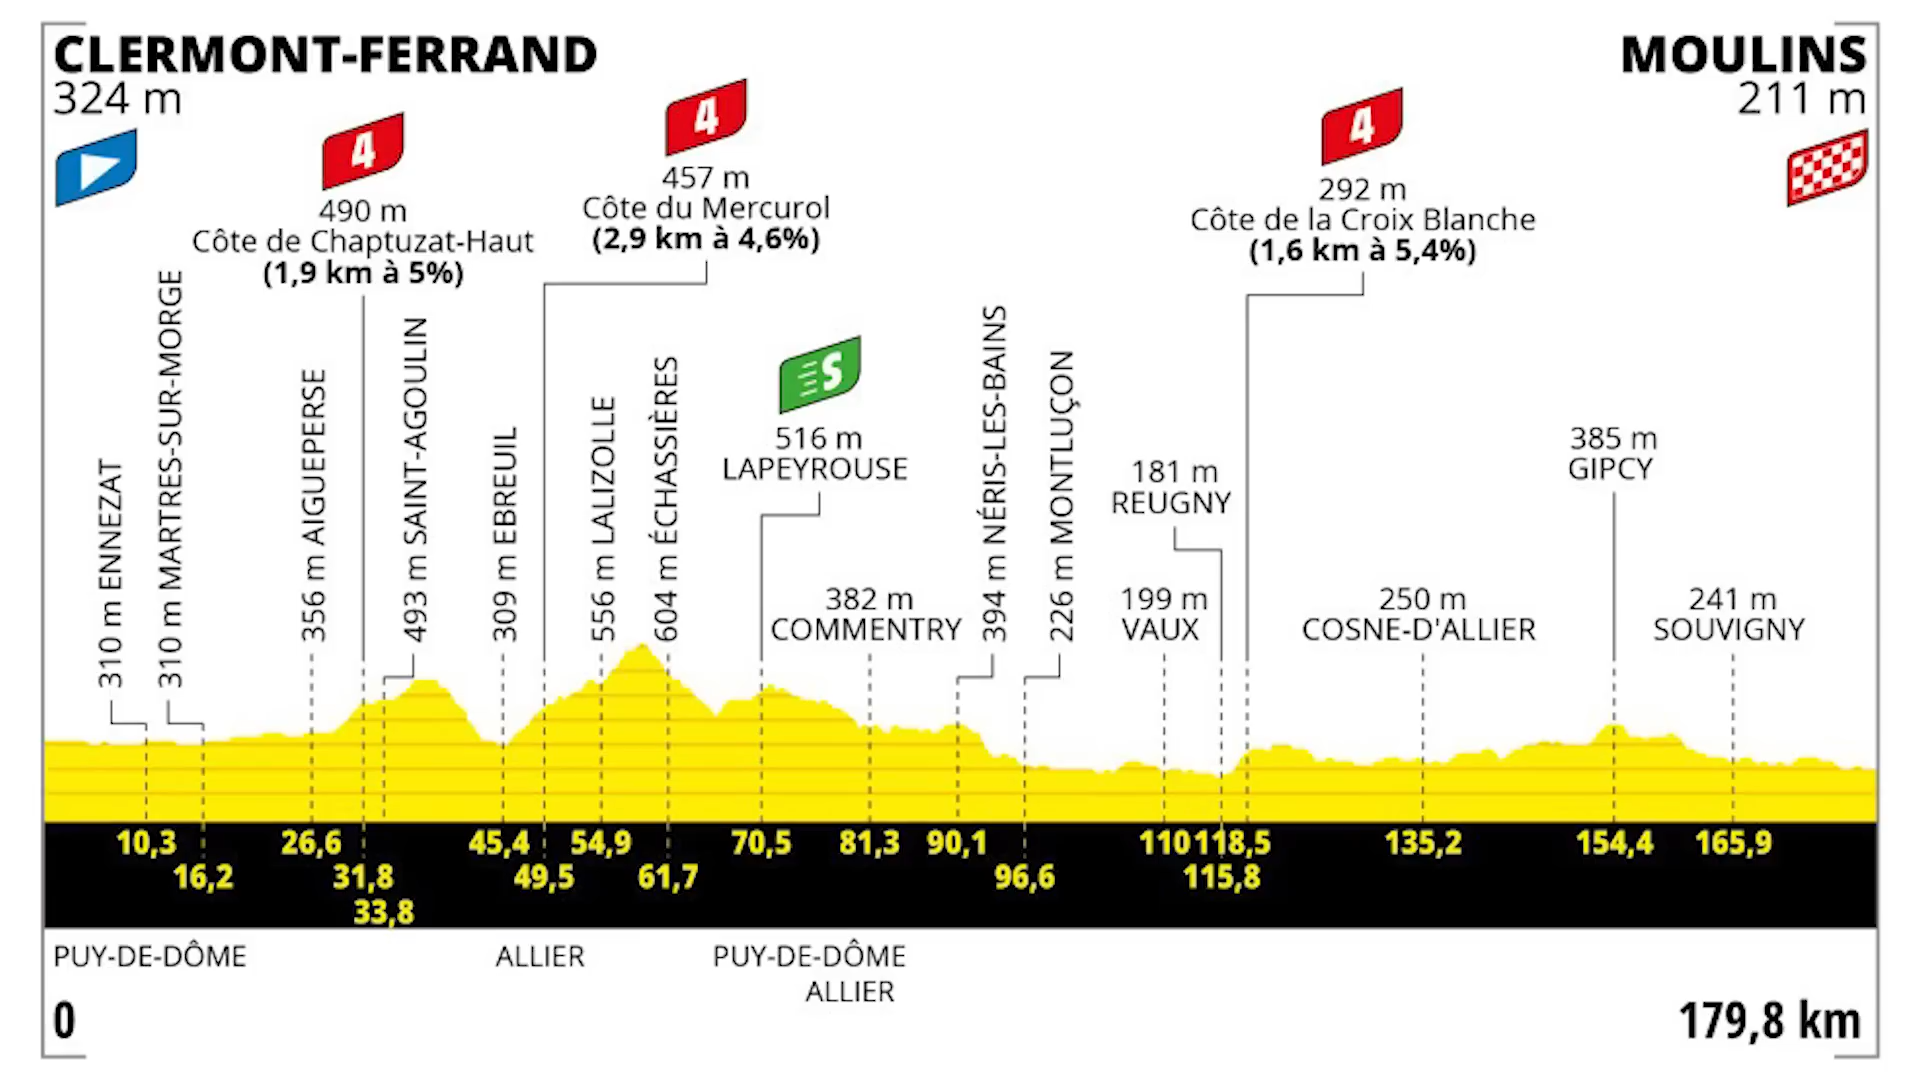 CLERMONT-FERRAND
324 m
MOULINS
211 m
4
490 m
Côte de Chaptuzat-Haut
(1,9 km à 5%)
4
457 m
Côte du Mercurol
(2,9 km à 4,6%)
4
292 m
Côte de la Croix Blanche
(1,6 km à 5,4%)
310 m ENNEZAT
310 m MARTRES-SUR-MORGE
356 m AIGUEPERSE
493 m SAINT-AGOULIN
309 m EBREUIL
556 m LALIZOLLE
604 m ÉCHASSIÈRES
S
516 m
LAPEYROUSE
382 m
COMMENTRY
394 m NÉRIS-LES-BAINS
226 m MONTLUÇON
199 m
VAUX
181 m
REUGNY
250 m
COSNE-D'ALLIER
385 m
GIPCY
241 m
SOUVIGNY
10,3
16,2
26,6
31,8
33,8
45,4
49,5
54,9
61,7
70,5
81,3
90,1
96,6
110
115,8
118,5
135,2
154,4
165,9
PUY-DE-DÔME
ALLIER
PUY-DE-DÔME
ALLIER
0
179,8 km